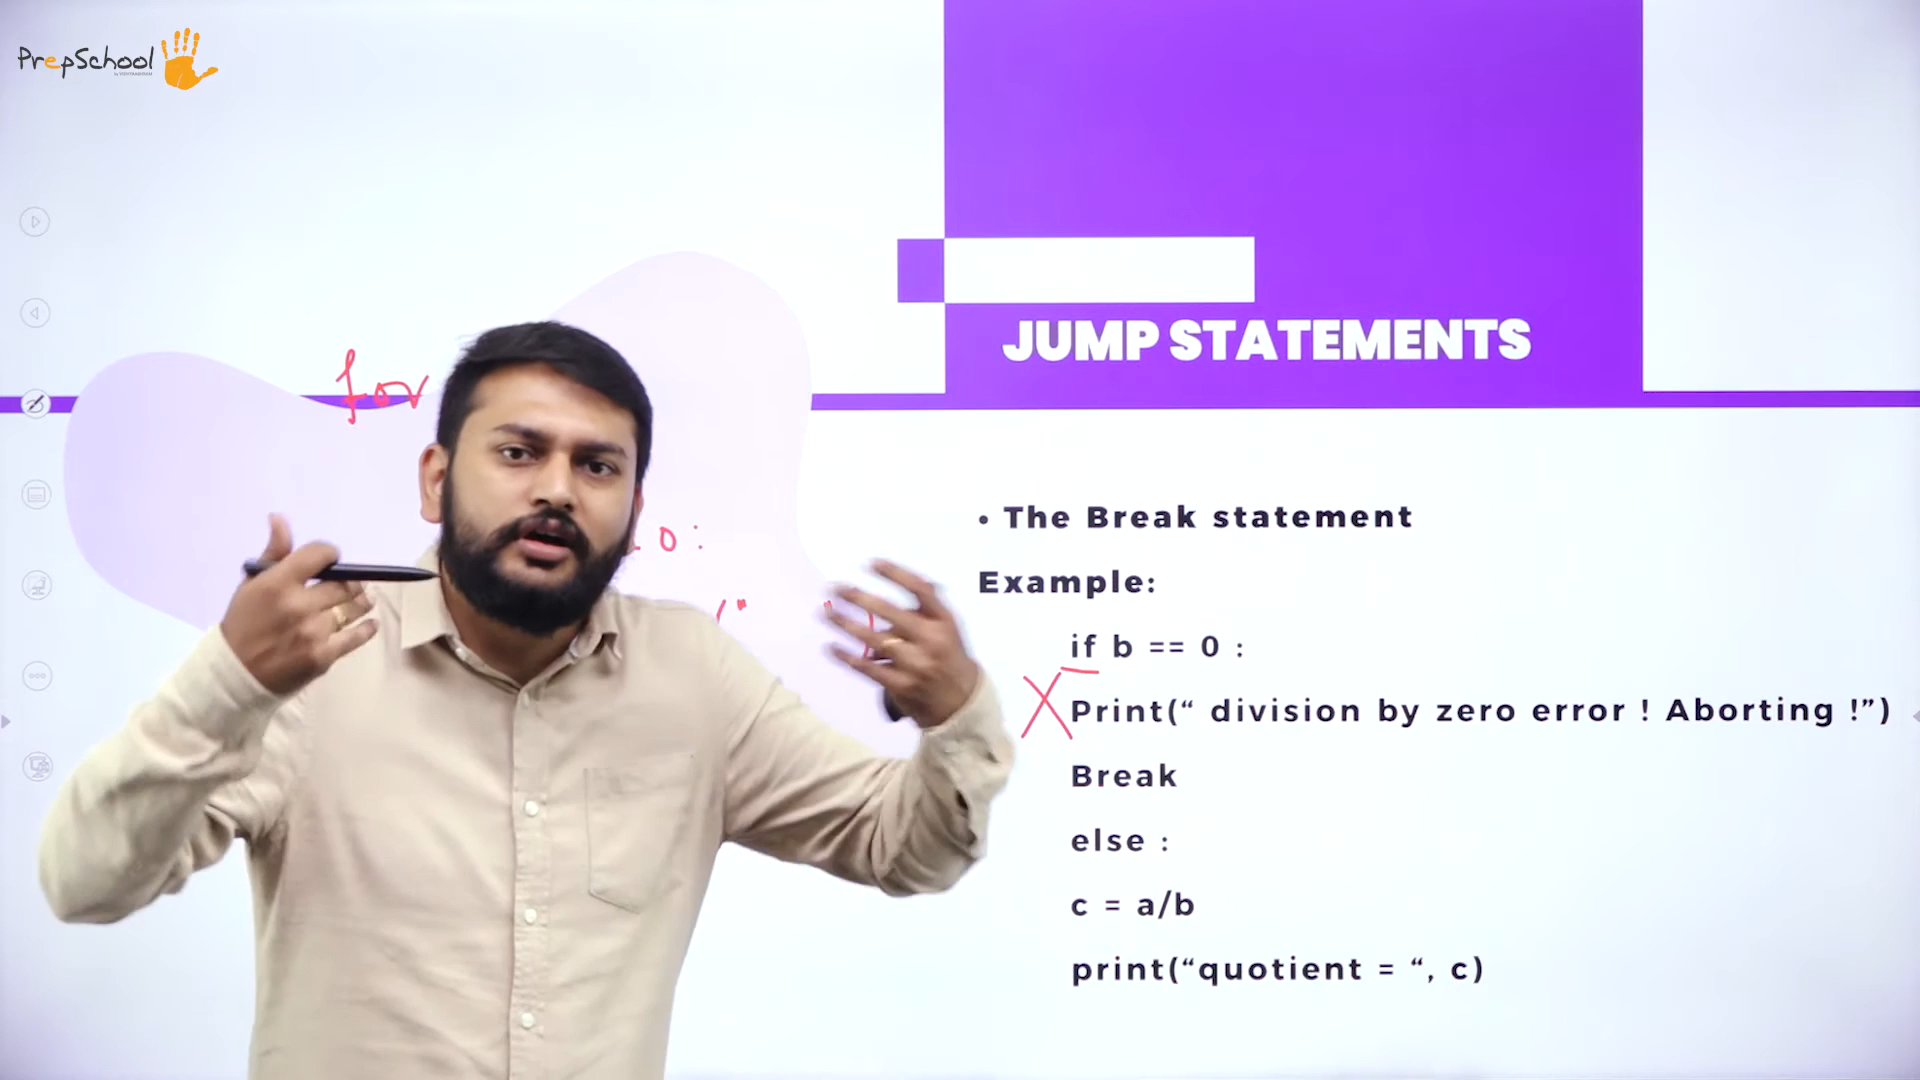 PrepSchool
JUMP STATEMENTS
for
0 :
("
"
)
• The Break statement
Example:
if b == 0 :
Print(“ division by zero error ! Aborting !”)
Break
else :
c = a/b
print(“quotient = “, c)